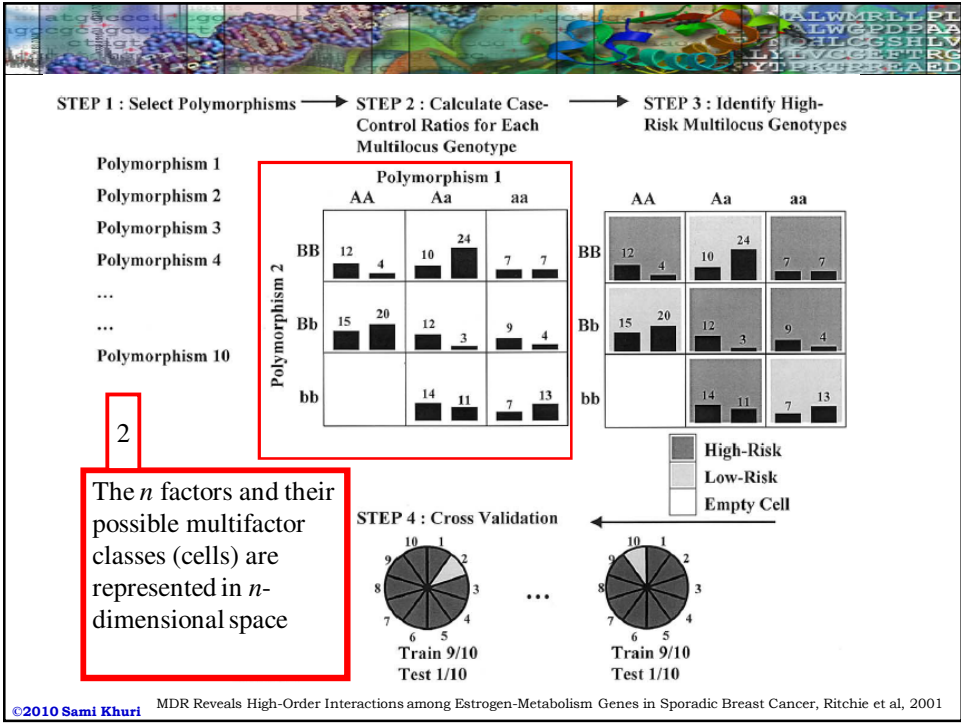 ALWMRLLPL
ALWGPDPAA
LYLVCGERG
YTPKTRREAED
STEP 1 : Select Polymorphisms
STEP 2 : Calculate Case-
Control Ratios for Each
Multilocus Genotype
STEP 3 : Identify High-
Risk Multilocus Genotypes
Polymorphism 1
Polymorphism 2
Polymorphism 3
Polymorphism 4
...
...
Polymorphism 10
Polymorphism 1
AA Aa aa
Polymorphism 2
BB 12 4 10 24 7 7
Bb 15 20 12 3 9 4
bb 14 11 7 13
AA Aa aa
BB 12 4 10 24 7 7
Bb 15 20 12 3 9 4
bb 14 11 7 13
High-Risk
Low-Risk
Empty Cell
2
The n factors and their
possible multifactor
classes (cells) are
represented in n-
dimensional space
STEP 4 : Cross Validation
10 1
9 2
8 3
7 4
6 5
Train 9/10
Test 1/10
...
10 1
9 2
8 3
7 4
6 5
Train 9/10
Test 1/10
©2010 Sami Khuri
MDR Reveals High-Order Interactions among Estrogen-Metabolism Genes in Sporadic Breast Cancer, Ritchie et al, 2001